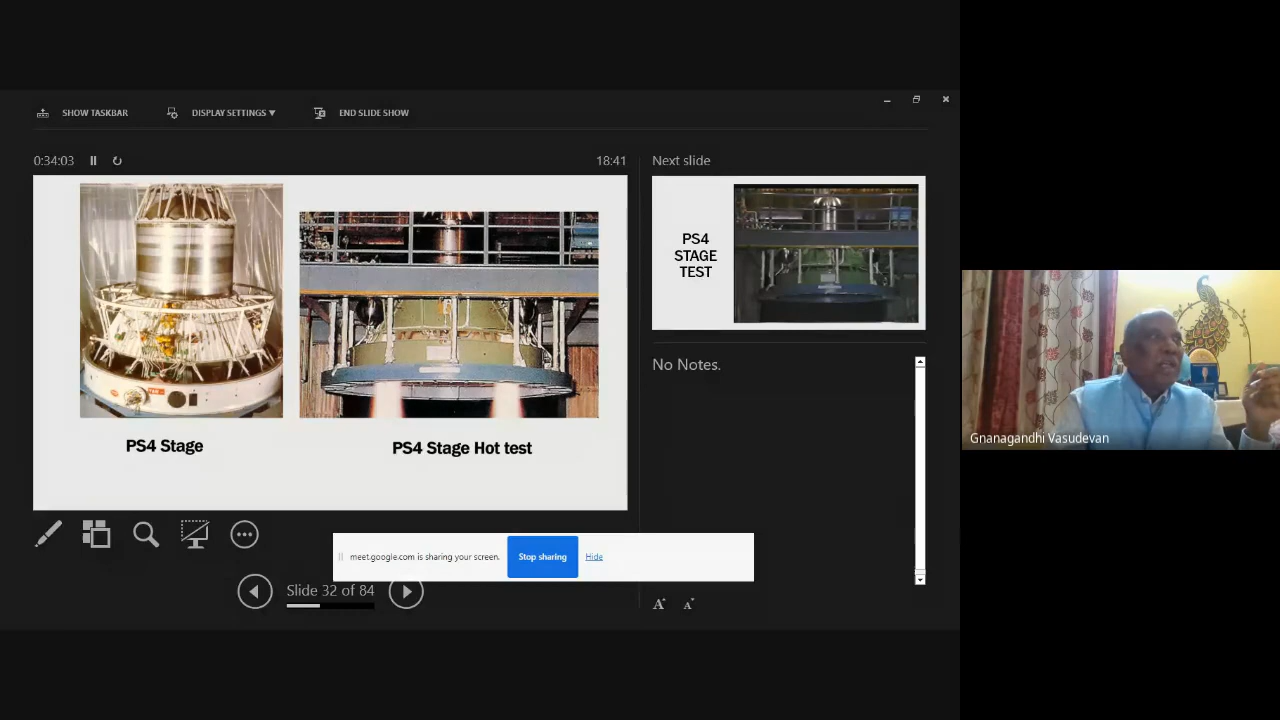 SHOW TASKBAR
DISPLAY SETTINGS ▾
END SLIDE SHOW
0:34:03
18:41
Next slide
PS4
STAGE
TEST
PS4 Stage
PS4 Stage Hot test
No Notes.
meet.google.com is sharing your screen.
Stop sharing
Hide
Slide 32 of 84
A
A
Gnanagandhi Vasudevan